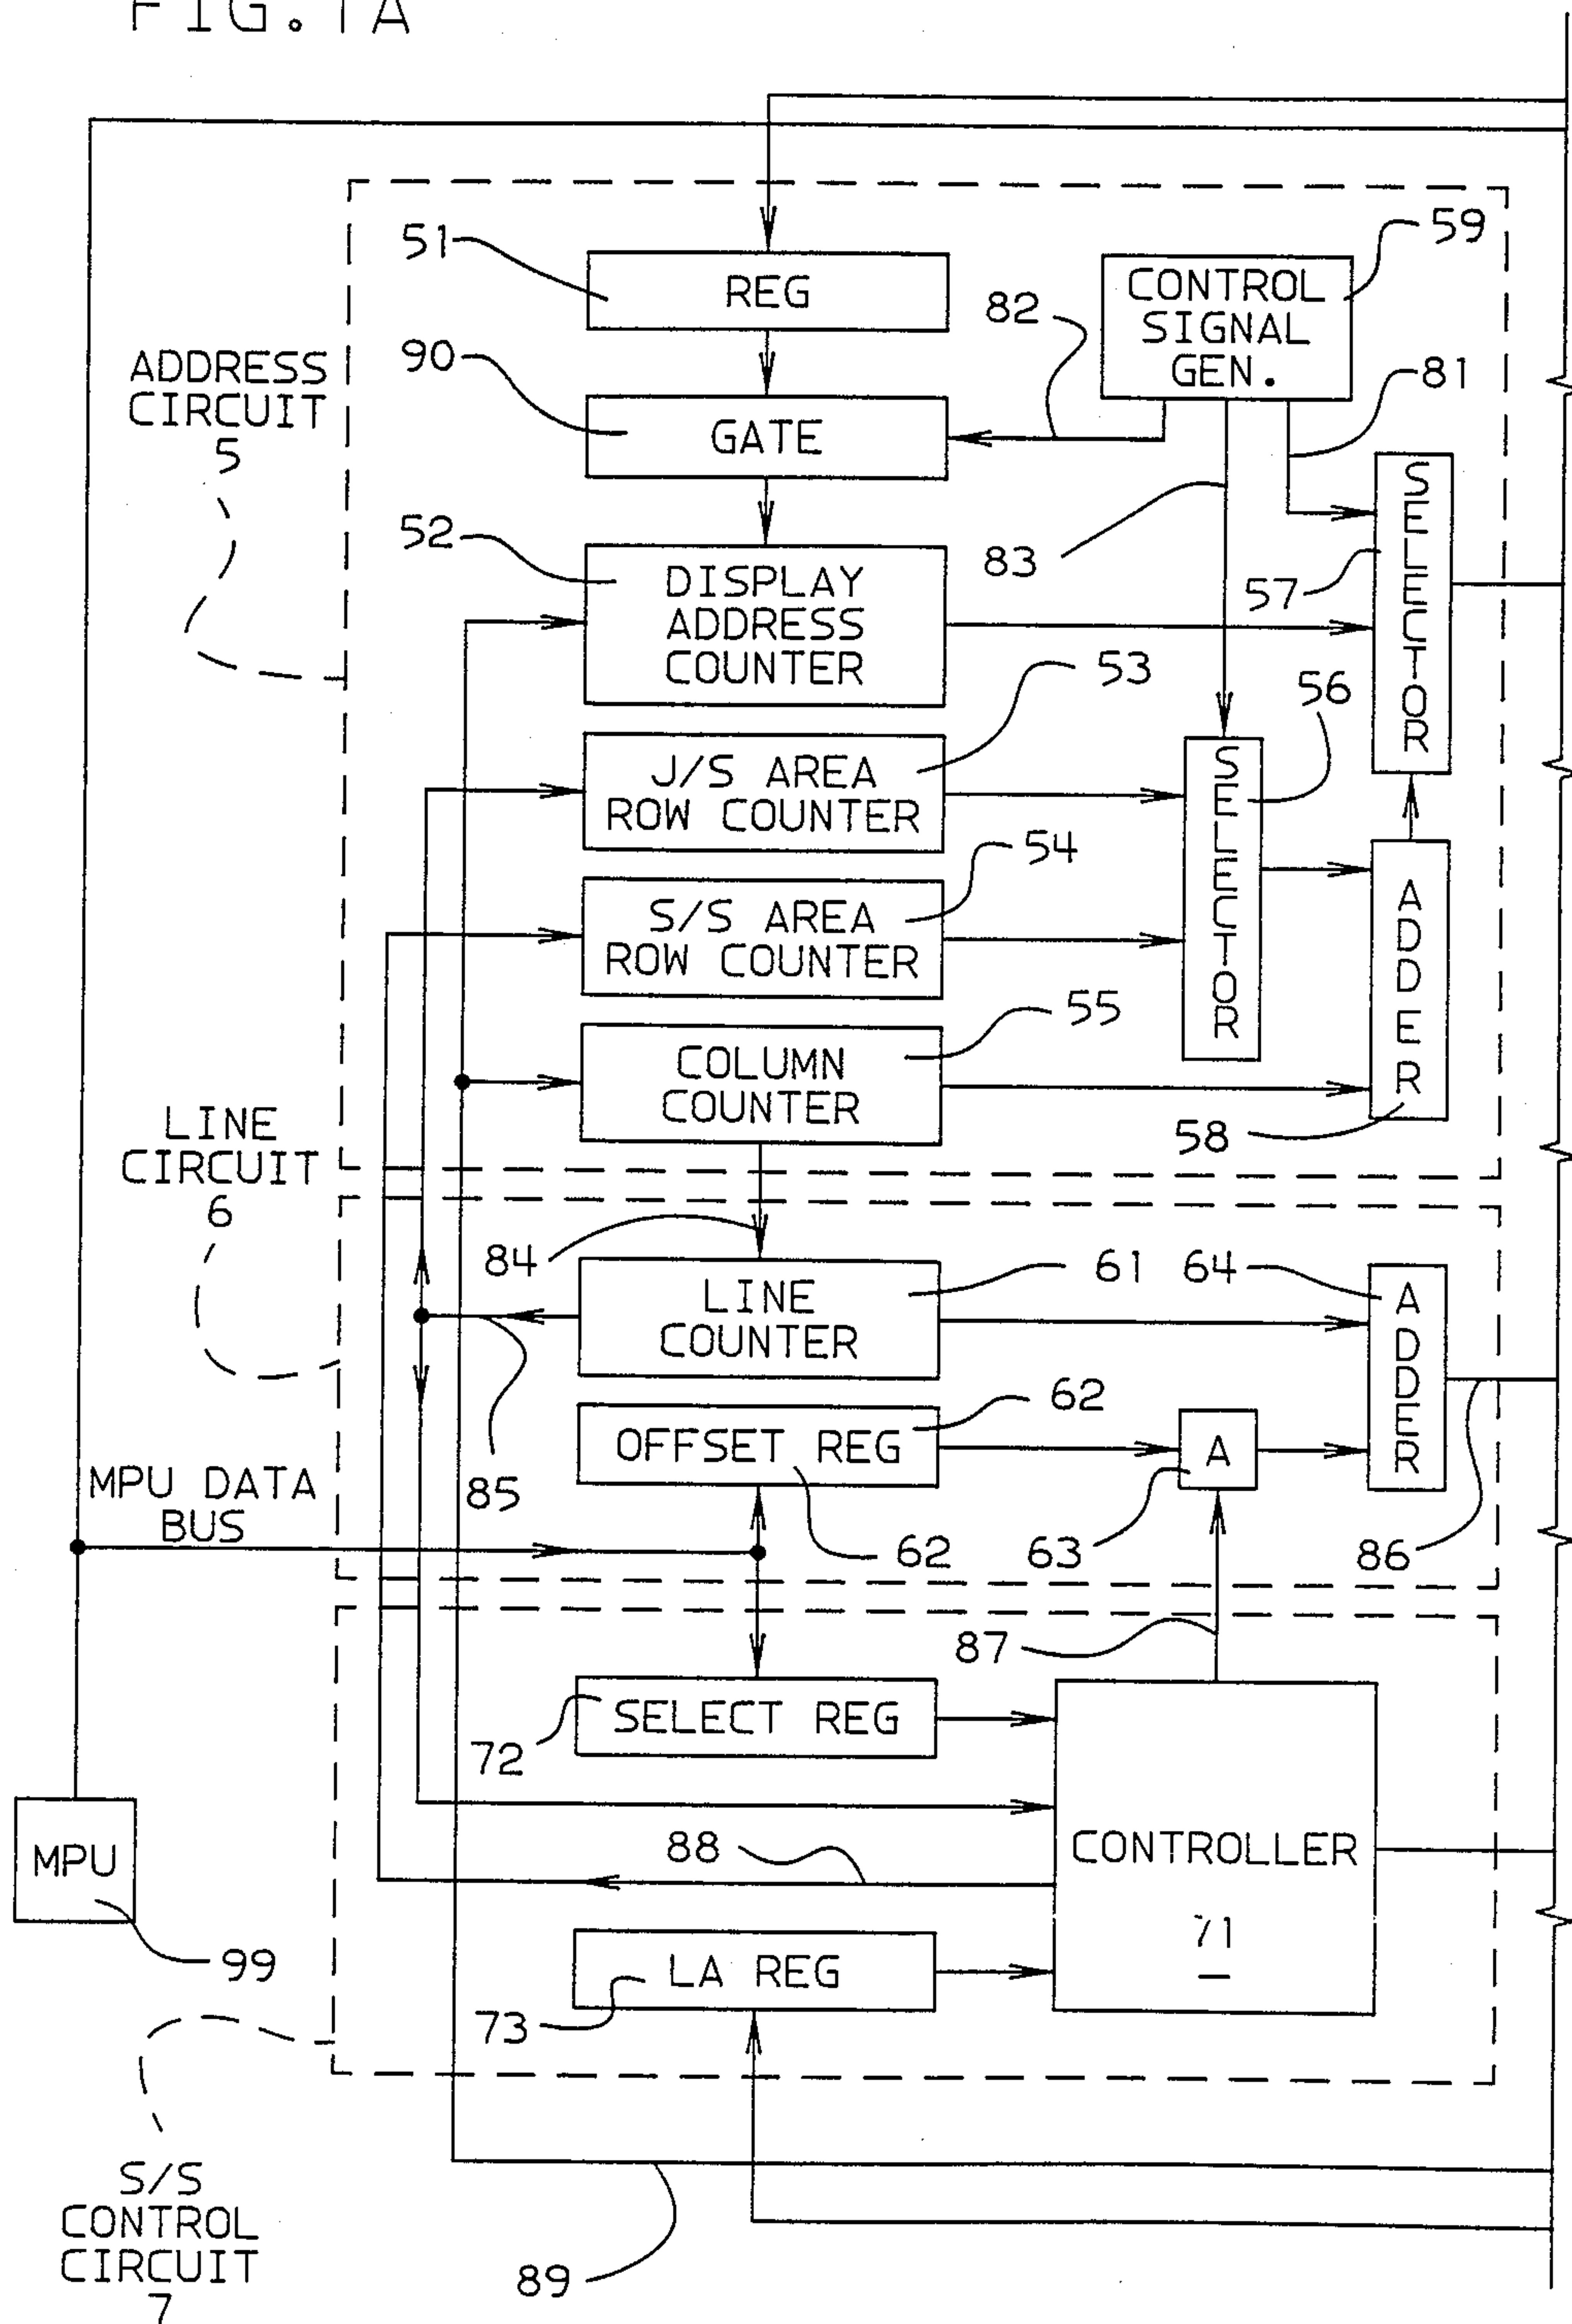 FIG. 1A
51
REG
59
CONTROL
SIGNAL
GEN.
82
ADDRESS
CIRCUIT
5
90
GATE
81
52
DISPLAY
ADDRESS
COUNTER
83
57
SELECTOR
53
J/S AREA
ROW COUNTER
56
SELECTOR
54
S/S AREA
ROW COUNTER
ADDER
55
COLUMN
COUNTER
58
LINE
CIRCUIT
6
84
61
LINE
COUNTER
64
ADDER
85
62
OFFSET REG
A
MPU DATA
BUS
62
63
86
87
72
SELECT REG
MPU
99
88
CONTROLLER
71
73
LA REG
S/S
CONTROL
CIRCUIT
7
89